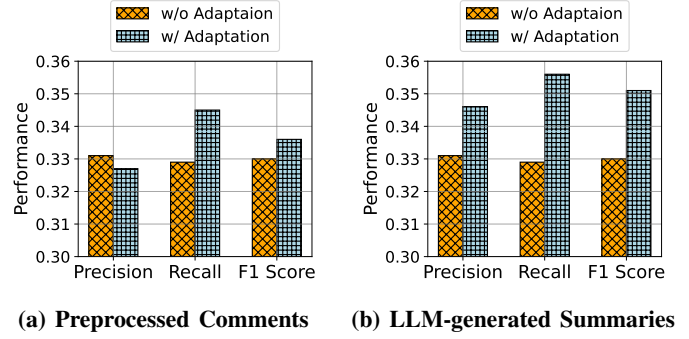 w/o Adaptaion
w/ Adaptation
0.36
0.35
0.34
0.33
0.32
0.31
0.30
Performance
Precision Recall F1 Score
(a) Preprocessed Comments
w/o Adaptaion
w/ Adaptation
0.36
0.35
0.34
0.33
0.32
0.31
0.30
Performance
Precision Recall F1 Score
(b) LLM-generated Summaries